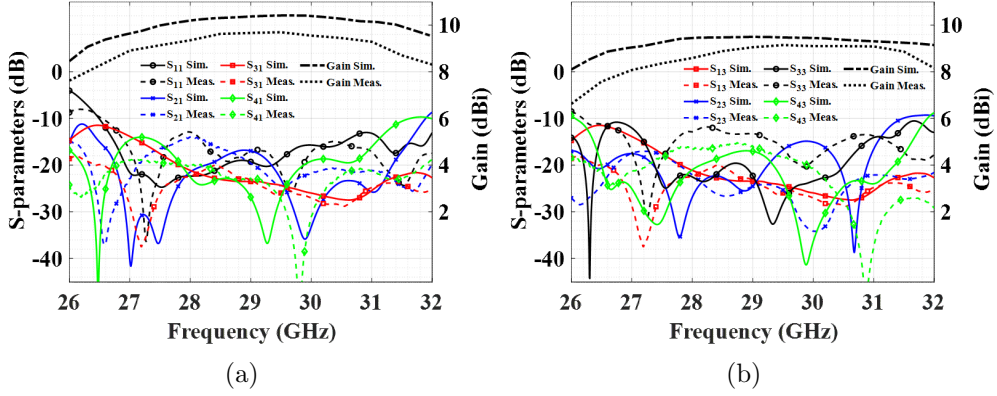 S-parameters (dB)
0
-10
-20
-30
-40
26 27 28 29 30 31 32
Frequency (GHz)
10
8
6
4
2
Gain (dBi)
S11 Sim. S31 Sim. Gain Sim.
S11 Meas. S31 Meas. Gain Meas.
S21 Sim. S41 Sim.
S21 Meas. S41 Meas.
(a)
S-parameters (dB)
0
-10
-20
-30
-40
26 27 28 29 30 31 32
Frequency (GHz)
10
8
6
4
2
Gain (dBi)
S13 Sim. S33 Sim. Gain Sim.
S13 Meas. S33 Meas. Gain Meas.
S23 Sim. S43 Sim.
S23 Meas. S43 Meas.
(b)